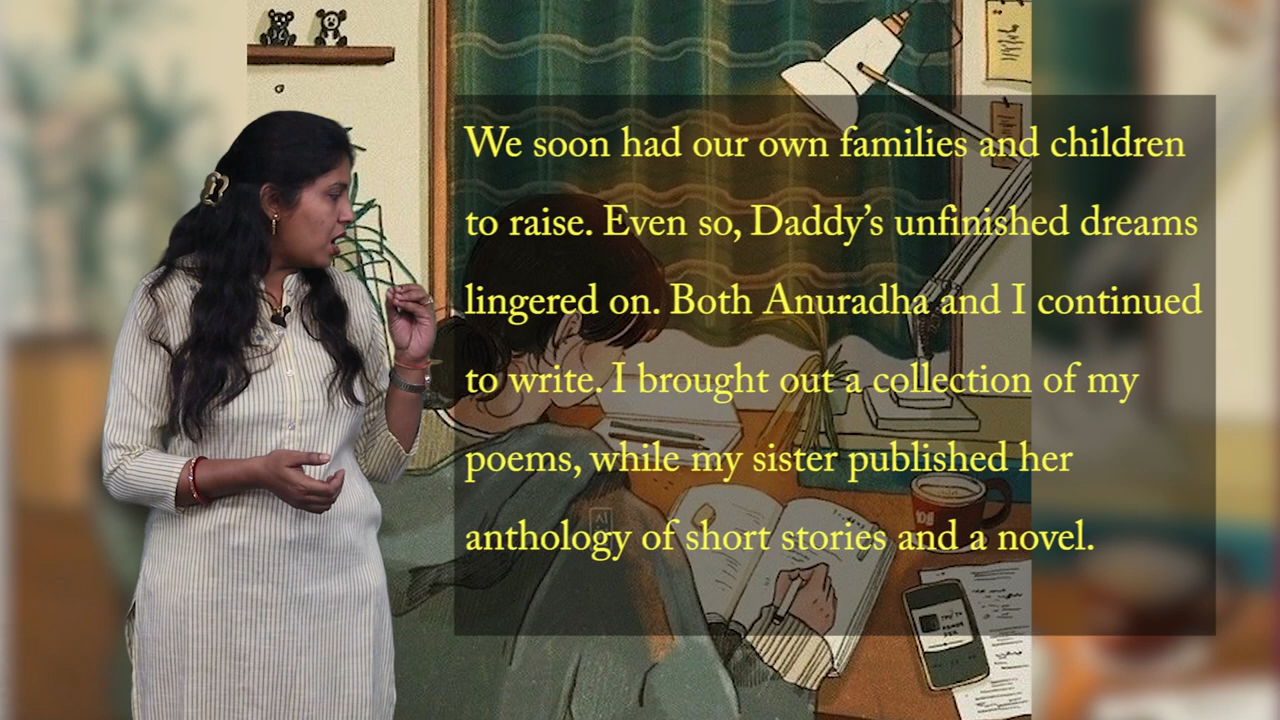 We soon had our own families and children
to raise. Even so, Daddy’s unfinished dreams
lingered on. Both Anuradha and I continued
to write. I brought out a collection of my
poems, while my sister published her
anthology of short stories and a novel.